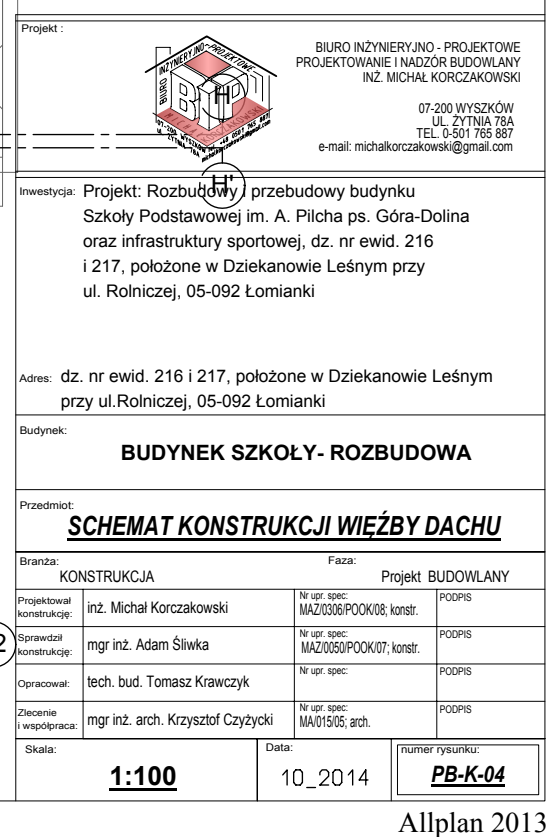 Projekt :
BIURO INŻYNIERYJNO-PROJEKTOWE
BIP
MICHAŁ KORCZAKOWSKI
H
BIURO INŻYNIERYJNO - PROJEKTOWE
PROJEKTOWANIE I NADZÓR BUDOWLANY
INŻ. MICHAŁ KORCZAKOWSKI
07-200 WYSZKÓW
UL. ŻYTNIA 78A
TEL. 0-501 765 887
e-mail: michalkorczakowski@gmail.com
H'
Inwestycja: Projekt: Rozbudowy i przebudowy budynku
Szkoły Podstawowej im. A. Pilcha ps. Góra-Dolina
oraz infrastruktury sportowej, dz. nr ewid. 216
i 217, położone w Dziekanowie Leśnym przy
ul. Rolniczej, 05-092 Łomianki
Adres: dz. nr ewid. 216 i 217, położone w Dziekanowie Leśnym
przy ul.Rolniczej, 05-092 Łomianki
Budynek:
BUDYNEK SZKOŁY- ROZBUDOWA
Przedmiot:
SCHEMAT KONSTRUKCJI WIĘŹBY DACHU
Branża: Faza:
KONSTRUKCJA Projekt BUDOWLANY
Projektował konstrukcję: inż. Michał Korczakowski Nr upr. spec: MAZ/0306/POOK/08; konstr. PODPIS
2
Sprawdził konstrukcję: mgr inż. Adam Śliwka Nr upr. spec: MAZ/0050/POOK/07; konstr. PODPIS
Opracował: tech. bud. Tomasz Krawczyk Nr upr. spec: PODPIS
Zlecenie i współpraca: mgr inż. arch. Krzysztof Czyżycki Nr upr. spec: MA/015/05; arch. PODPIS
Skala: Data: numer rysunku:
1:100 10_2014 PB-K-04
Allplan 2013